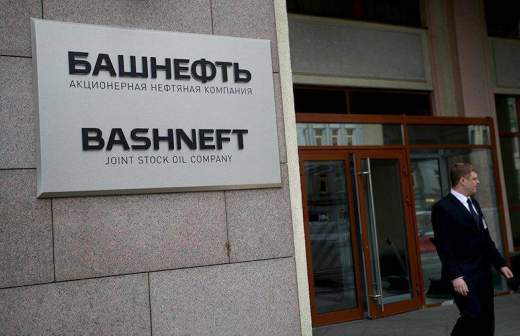 БАШНЕФТЬ
АКЦИОНЕРНАЯ НЕФТЯНАЯ КОМПАНИЯ
BASHNEFT
JOINT STOCK OIL COMPANY